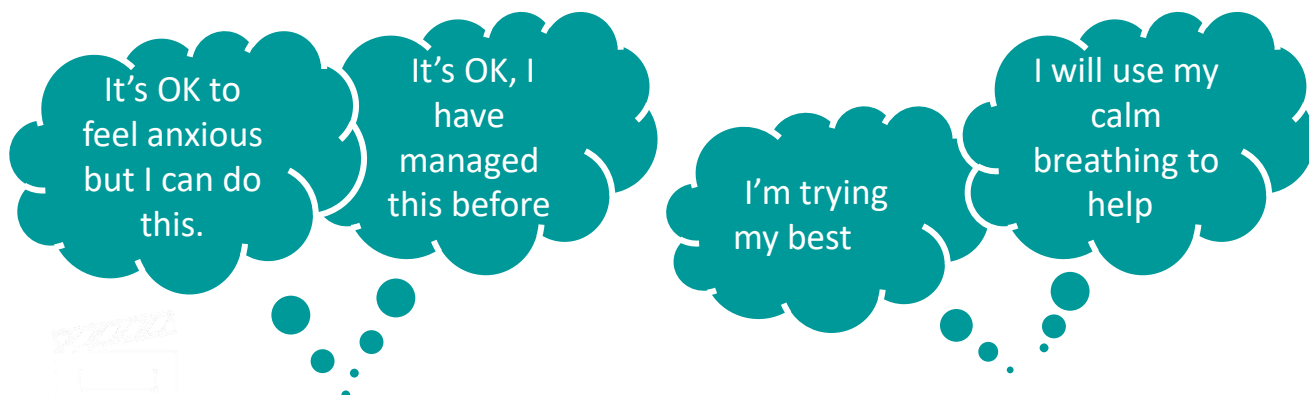 It’s OK to
feel anxious
but I can do
this.
It’s OK, I
have
managed
this before
I’m trying
my best
I will use my
calm
breathing to
help